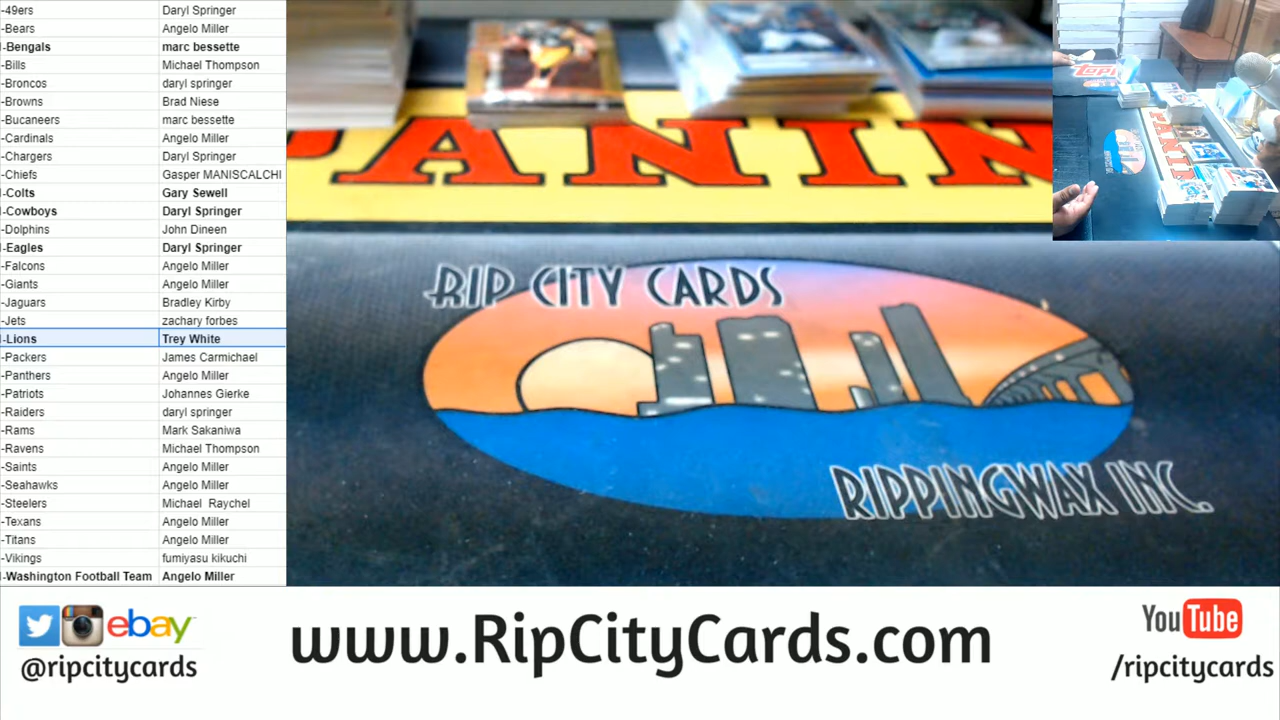 -49ers Daryl Springer
-Bears Angelo Miller
-Bengals marc bessette
-Bills Michael Thompson
-Broncos daryl springer
-Browns Brad Niese
-Bucaneers marc bessette
-Cardinals Angelo Miller
-Chargers Daryl Springer
-Chiefs Gasper MANISCALCHI
-Colts Gary Sewell
-Cowboys Daryl Springer
-Dolphins John Dineen
-Eagles Daryl Springer
-Falcons Angelo Miller
-Giants Angelo Miller
-Jaguars Bradley Kirby
-Jets zachary forbes
-Lions Trey White
-Packers James Carmichael
-Panthers Angelo Miller
-Patriots Johannes Gierke
-Raiders daryl springer
-Rams Mark Sakaniwa
-Ravens Michael Thompson
-Saints Angelo Miller
-Seahawks Angelo Miller
-Steelers Michael Raychel
-Texans Angelo Miller
-Titans Angelo Miller
-Vikings fumiyasu kikuchi
-Washington Football Team Angelo Miller
PANIN
RIP CITY CARDS
RIPPINGWAX INC.
PANINI
ebay
@ripcitycards
www.RipCityCards.com
YouTube
/ripcitycards